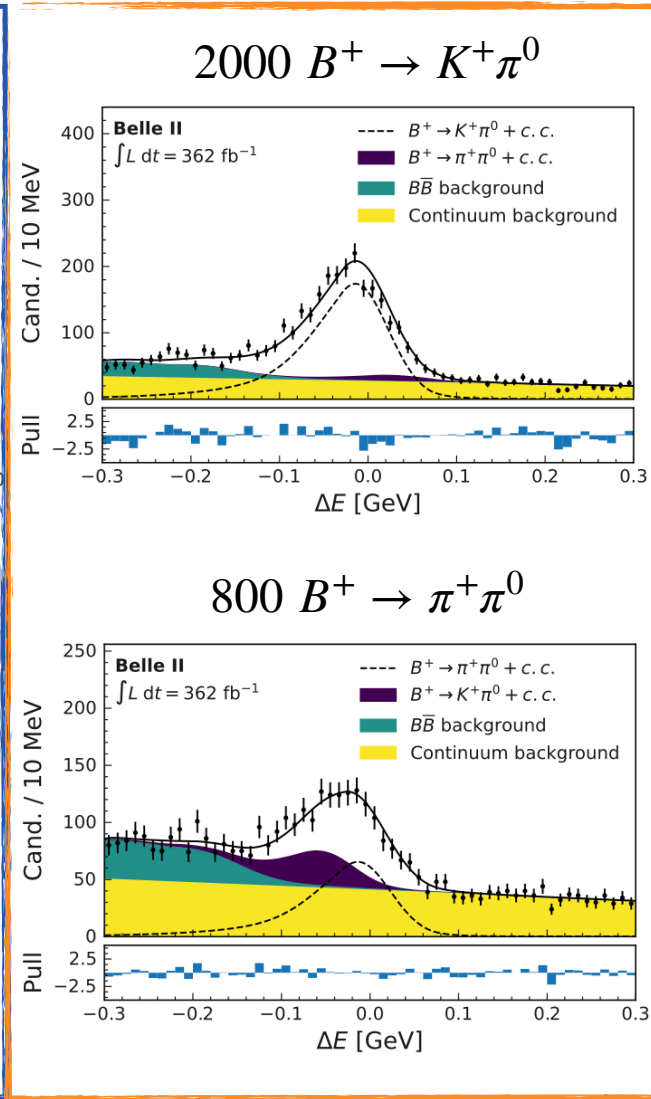 2000 B⁺ → K⁺π⁰
Belle II
∫L dt = 362 fb⁻¹
B⁺ → K⁺π⁰ + c. c.
B⁺ → π⁺π⁰ + c. c.
BB̅ background
Continuum background
Cand. / 10 MeV
400
300
200
100
0
Pull
2.5
−2.5
−0.3 −0.2 −0.1 0.0 0.1 0.2 0.3
ΔE [GeV]
800 B⁺ → π⁺π⁰
Belle II
∫L dt = 362 fb⁻¹
B⁺ → π⁺π⁰ + c. c.
B⁺ → K⁺π⁰ + c. c.
BB̅ background
Continuum background
Cand. / 10 MeV
250
200
150
100
50
0
Pull
2.5
−2.5
−0.3 −0.2 −0.1 0.0 0.1 0.2 0.3
ΔE [GeV]